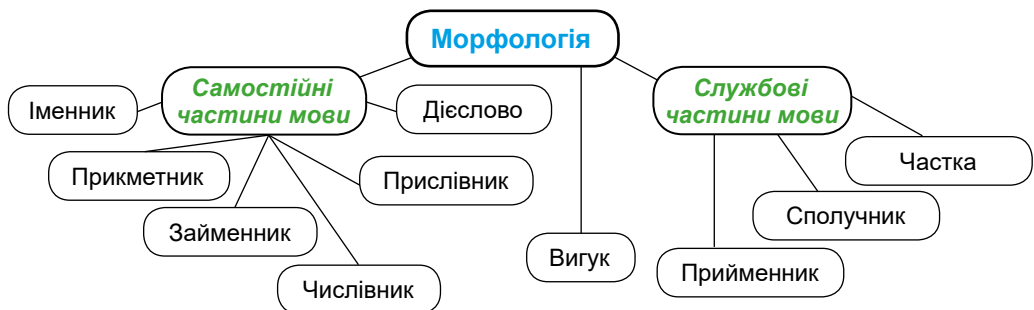 Морфологія
Самостійні
частини мови
Службові
частини мови
Іменник
Дієслово
Прикметник
Прислівник
Займенник
Числівник
Вигук
Частка
Сполучник
Прийменник